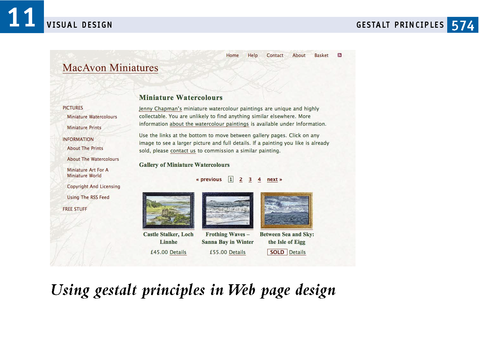 11 VISUAL DESIGN GESTALT PRINCIPLES 574
Home Help Contact About Basket
MacAvon Miniatures
PICTURES
Miniature Watercolours
Miniature Prints
INFORMATION
About The Prints
About The Watercolours
Miniature Art For A
Miniature World
Copyright And Licensing
Using The RSS Feed
FREE STUFF
Miniature Watercolours
Jenny Chapman's miniature watercolour paintings are unique and highly
collectable. You are unlikely to find anything similar elsewhere. More
information about the watercolour paintings is available under information.
Use the links at the bottom to move between gallery pages. Click on any
image to see a larger picture and full details. If a painting you like is already
sold, please contact us to commission a similar painting.
Gallery of Miniature Watercolours
« previous 1 2 3 4 next »
Castle Stalker, Loch
Linnhe
£45.00 Details
Frothing Waves –
Sanna Bay in Winter
£55.00 Details
Between Sea and Sky:
the Isle of Eigg
SOLD Details
Using gestalt principles in Web page design